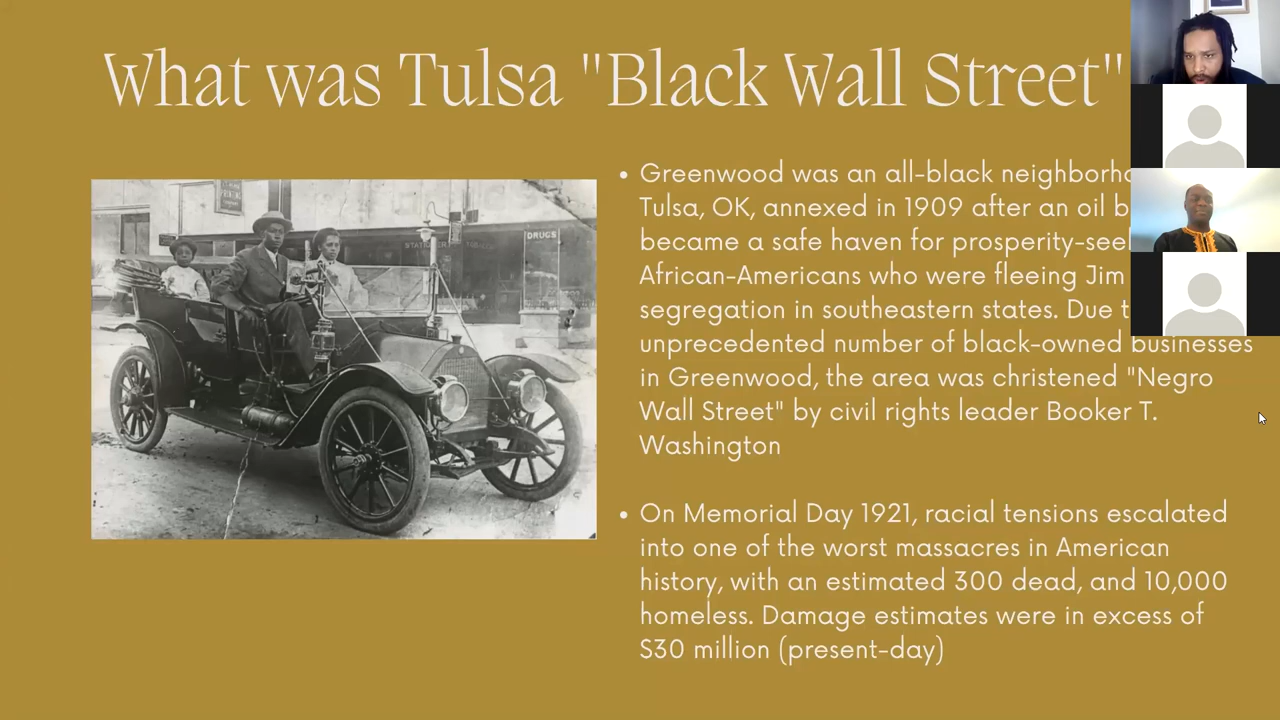 What was Tulsa "Black Wall Street"
Greenwood was an all-black
Tulsa, OK, annexed in 1909 after an oil
became a safe haven for
African-Americans who were fleeing Jim
segregation in southeastern states. Due
unprecedented number of black-owned businesses
in Greenwood, the area was christened "Negro
Wall Street" by civil rights leader Booker T.
Washington
On Memorial Day 1921, racial tensions escalated
into one of the worst massacres in American
history, with an estimated 300 dead, and 10,000
homeless. Damage estimates were in excess of
$30 million (present-day)
DRUGS